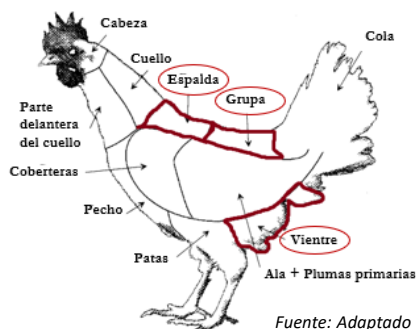 Cabeza
Cola
Cuello
Espalda
Grupa
Parte
delantera
del cuello
Coberteras
Pecho
Vientre
Patas
Ala + Plumas primarias
Fuente: Adaptado